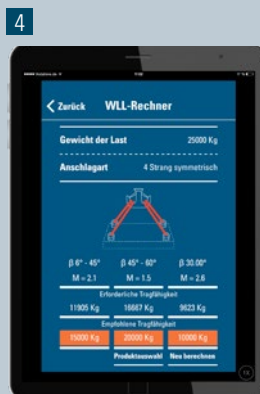 4
Zurück WLL-Rechner
Gewicht der Last 25000 Kg
Anschlagart 4 Strang symmetrisch
β 6° - 45° β 45° - 60° β 30.00°
M = 2.1 M = 1.5 M = 2.6
Erforderliche Tragfähigkeit
11905 Kg 16667 Kg 9623 Kg
Empfohlene Tragfähigkeit
15000 Kg 20000 Kg 10000 Kg
Produktauswahl Neu berechnen